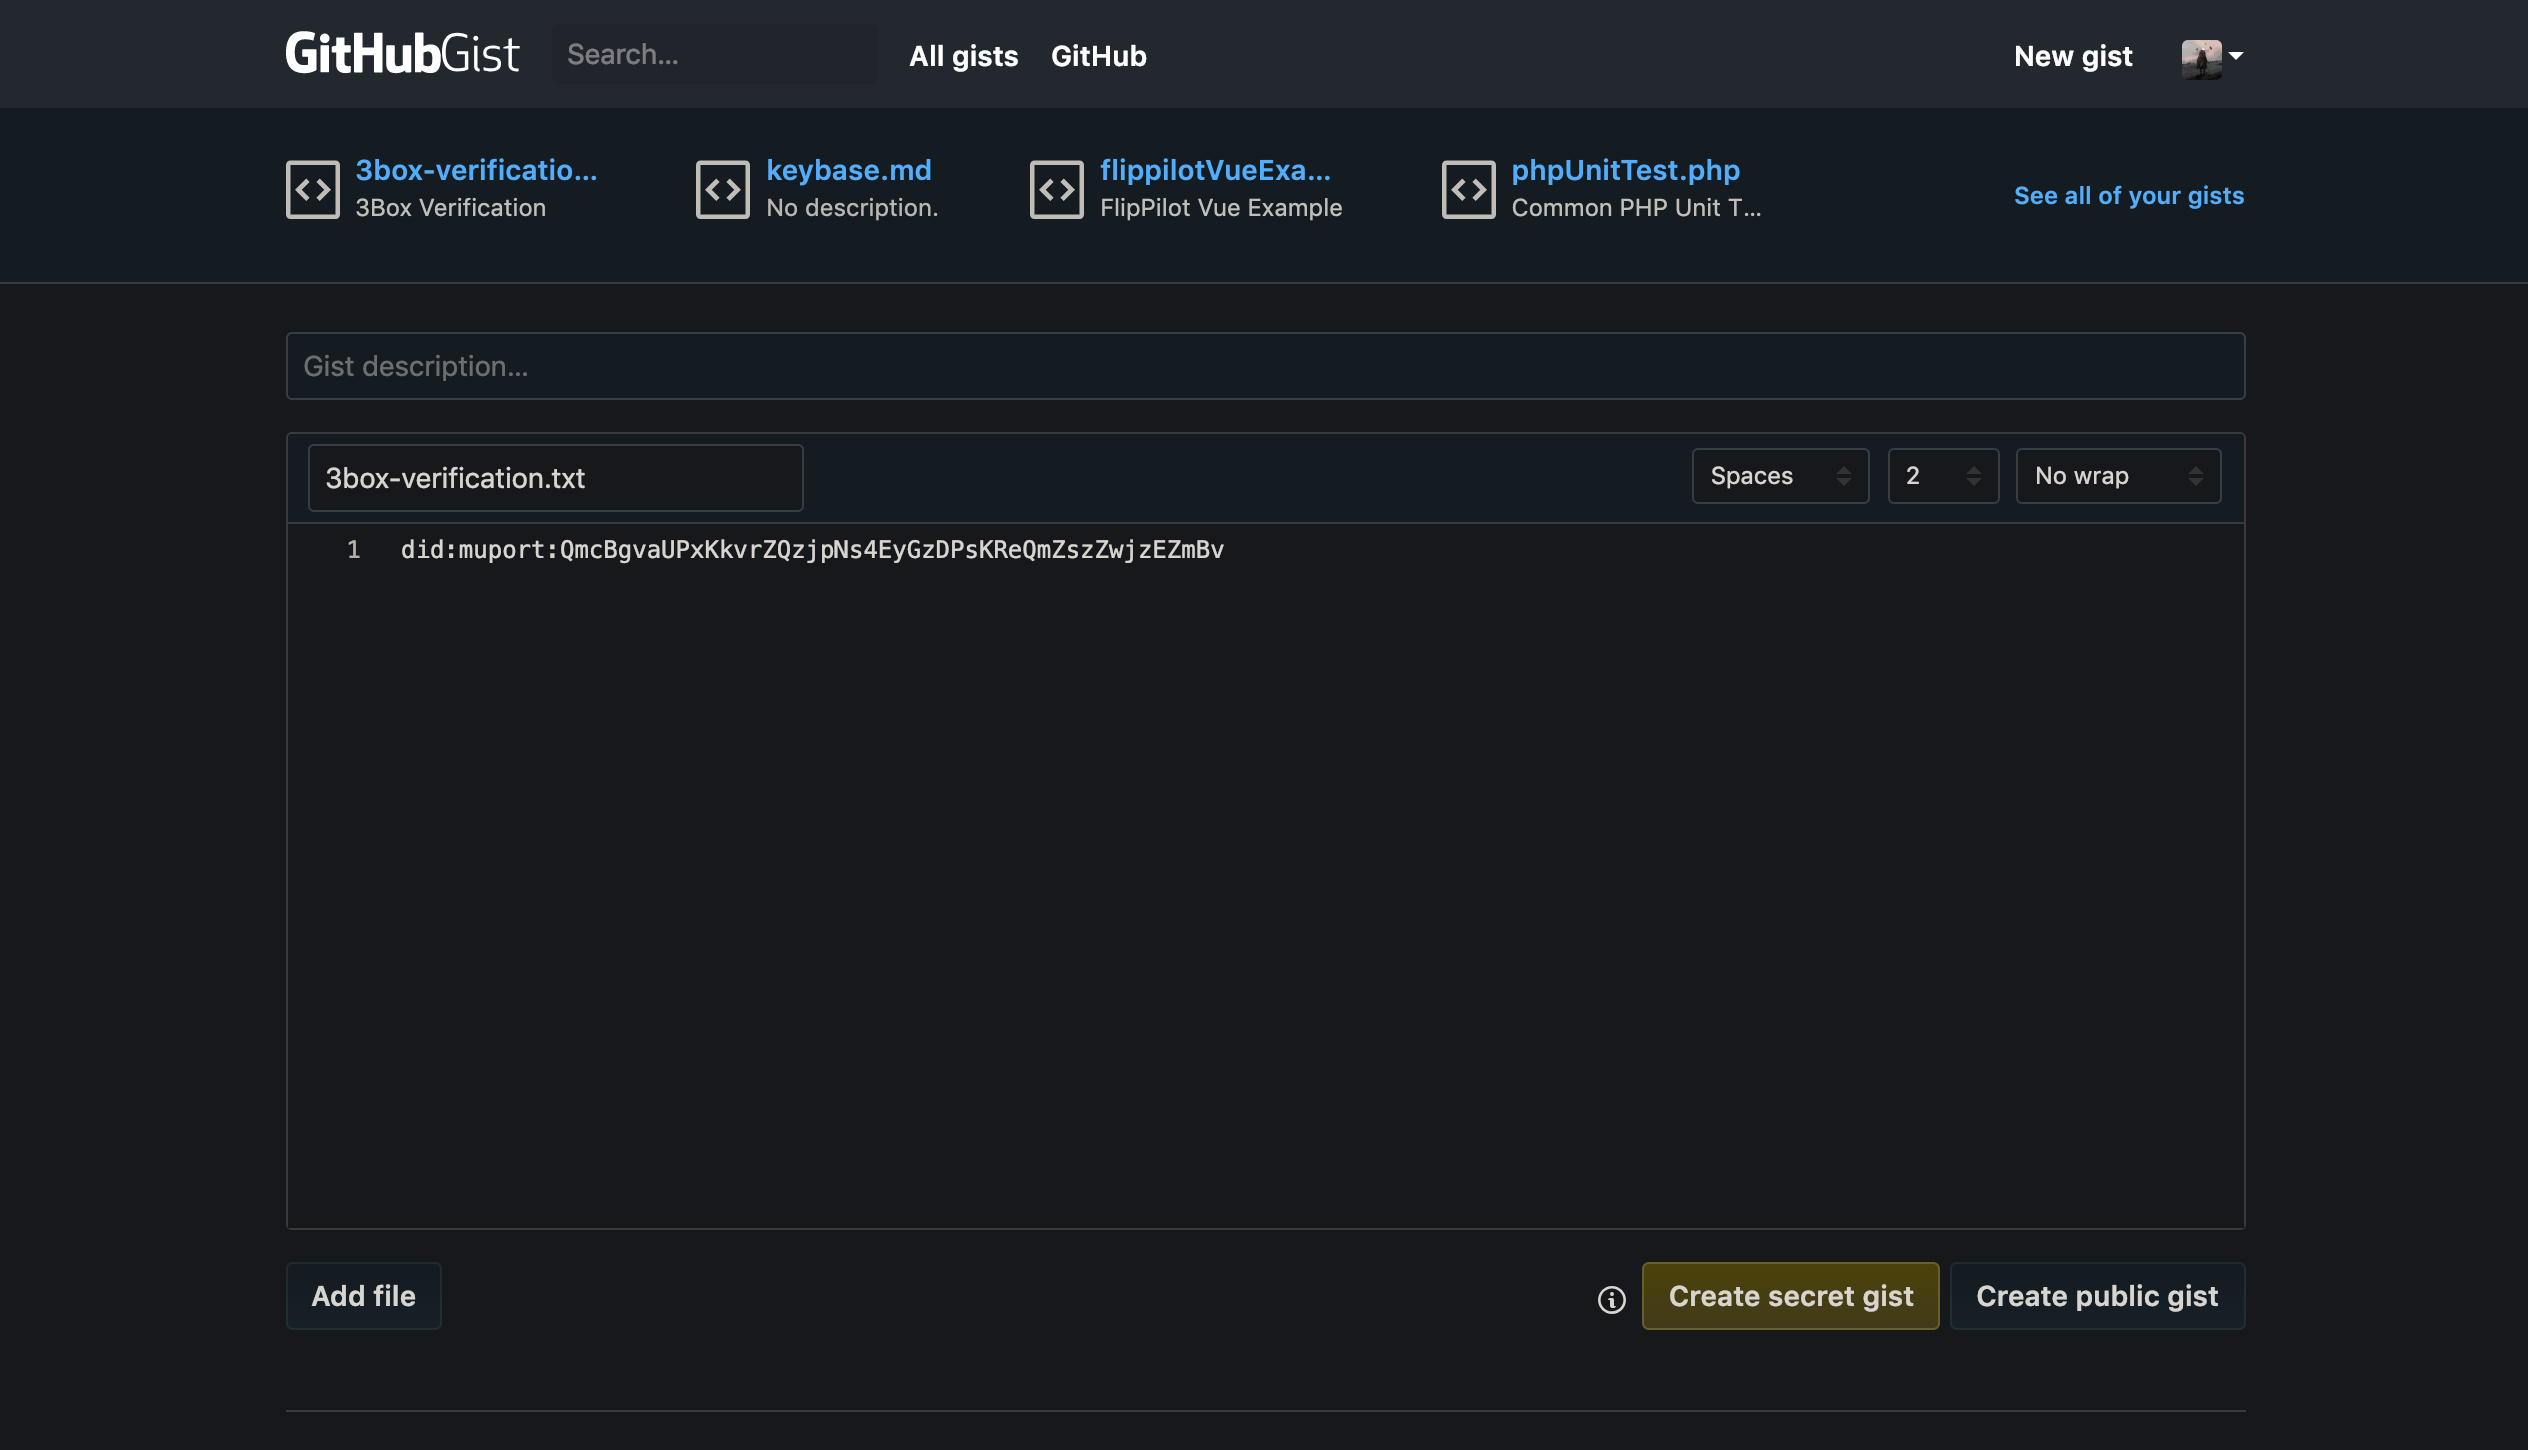 GitHubGist Search... All gists GitHub New gist
3box-verificatio...
3Box Verification
keybase.md
No description.
flippilotVueExa...
FlipPilot Vue Example
phpUnitTest.php
Common PHP Unit T...
See all of your gists
Gist description...
3box-verification.txt Spaces 2 No wrap
1 did:muport:QmcBgvaUPxKkvrZQzjpNs4EyGzDPsKReQmZszZwjzEZmBv
Add file Create secret gist Create public gist